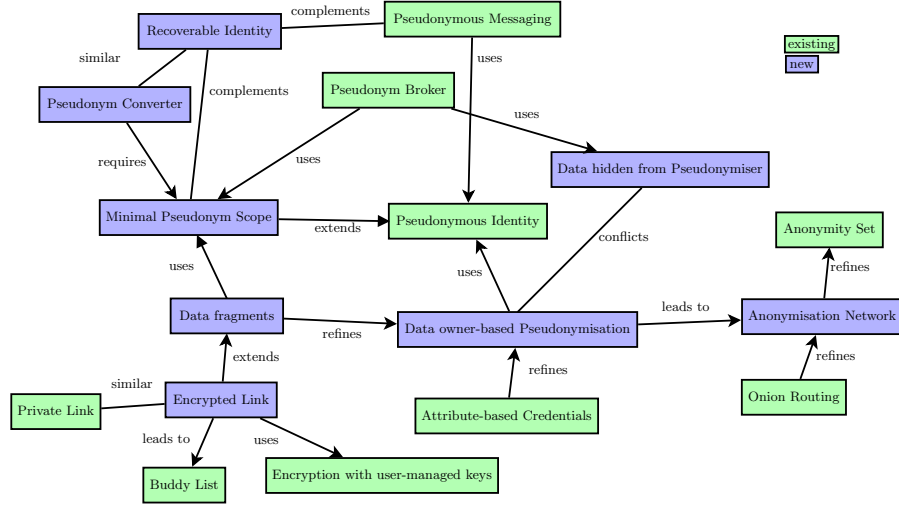 complements
Pseudonymous Messaging
Recoverable Identity
existing
similar
uses
new
Pseudonym Converter
complements
Pseudonym Broker
uses
requires
uses
Data hidden from Pseudonymiser
Minimal Pseudonym Scope
extends
Pseudonymous Identity
conflicts
Anonymity Set
uses
uses
refines
Data fragments
refines
Data owner-based Pseudonymisation
leads to
Anonymisation Network
extends
refines
refines
similar
Private Link
Encrypted Link
Attribute-based Credentials
Onion Routing
leads to
uses
Buddy List
Encryption with user-managed keys